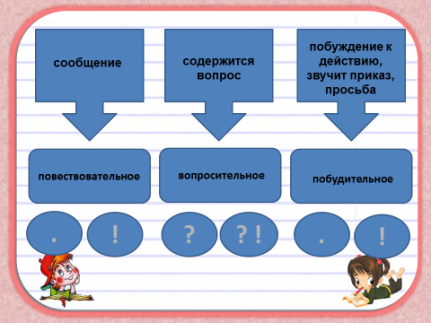 сообщение
содержится
вопрос
побуждение к
действию,
звучит приказ,
просьба
повествовательное
вопросительное
побудительное
. ! ? ?! . !